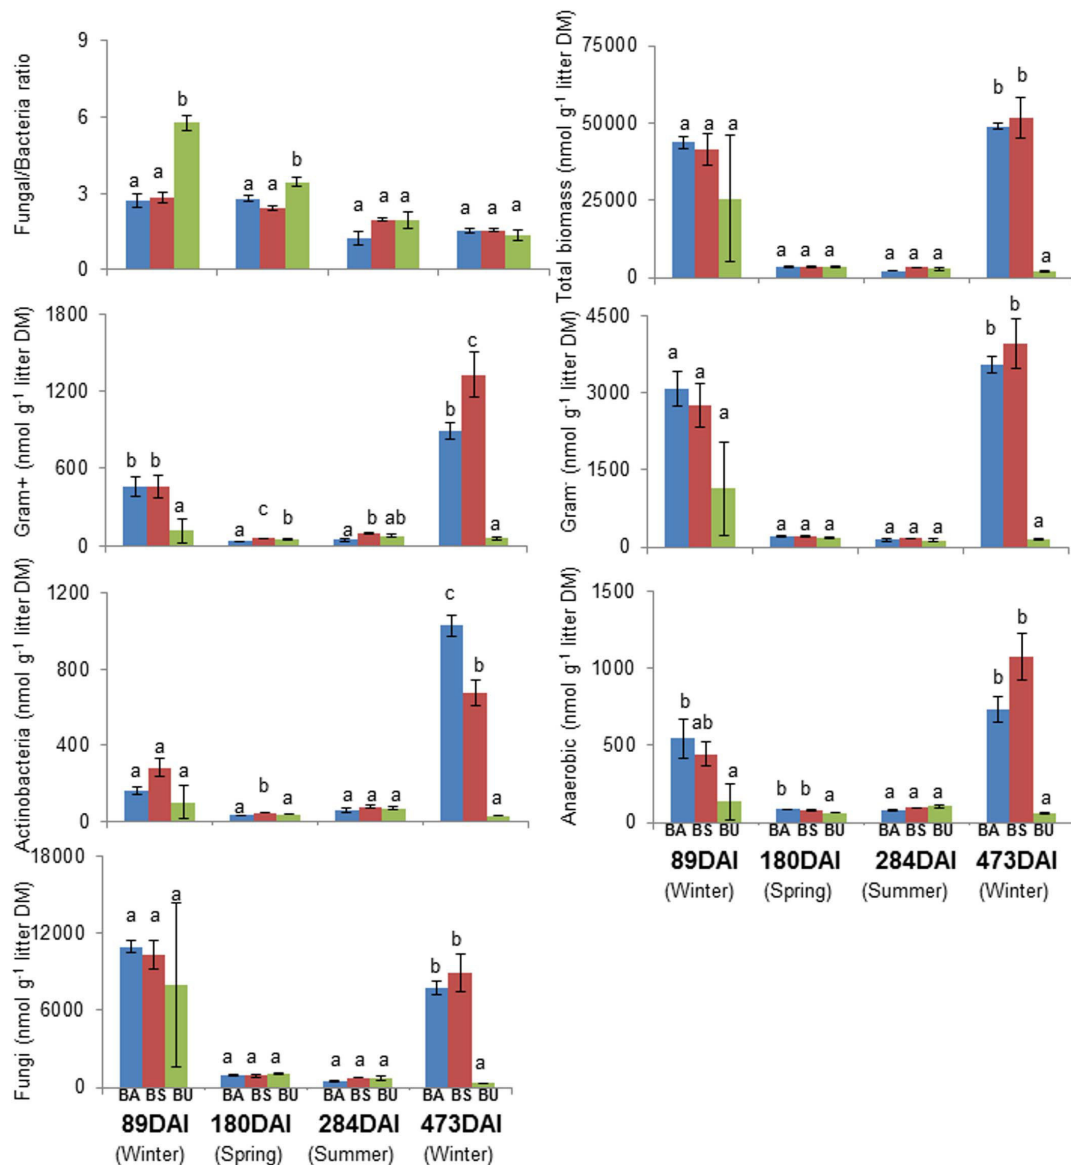 Fungal/Bacteria ratio
9
6
3
0
a a b
a a b
a a a
a a a
Total biomass (nmol g⁻¹ litter DM)
75000
50000
25000
0
a a a
a a a
a a a
b b a
Gram+ (nmol g⁻¹ litter DM)
1800
1200
600
0
b b a
a c b
a b ab
b c a
Gram⁻ (nmol g⁻¹ litter DM)
4500
3000
1500
0
a a a
a a a
a a a
b b a
Actinobacteria (nmol g⁻¹ litter DM)
1200
800
400
0
a a a
a b a
a a a
c b a
Anaerobic (nmol g⁻¹ litter DM)
1500
1000
500
0
b ab a
b b a
a a a
b b a
BA BS BU BA BS BU BA BS BU BA BS BU
89DAI 180DAI 284DAI 473DAI
(Winter) (Spring) (Summer) (Winter)
Fungi (nmol g⁻¹ litter DM)
18000
12000
6000
0
a a a
a a a
a a a
b b a
BA BS BU BA BS BU BA BS BU BA BS BU
89DAI 180DAI 284DAI 473DAI
(Winter) (Spring) (Summer) (Winter)